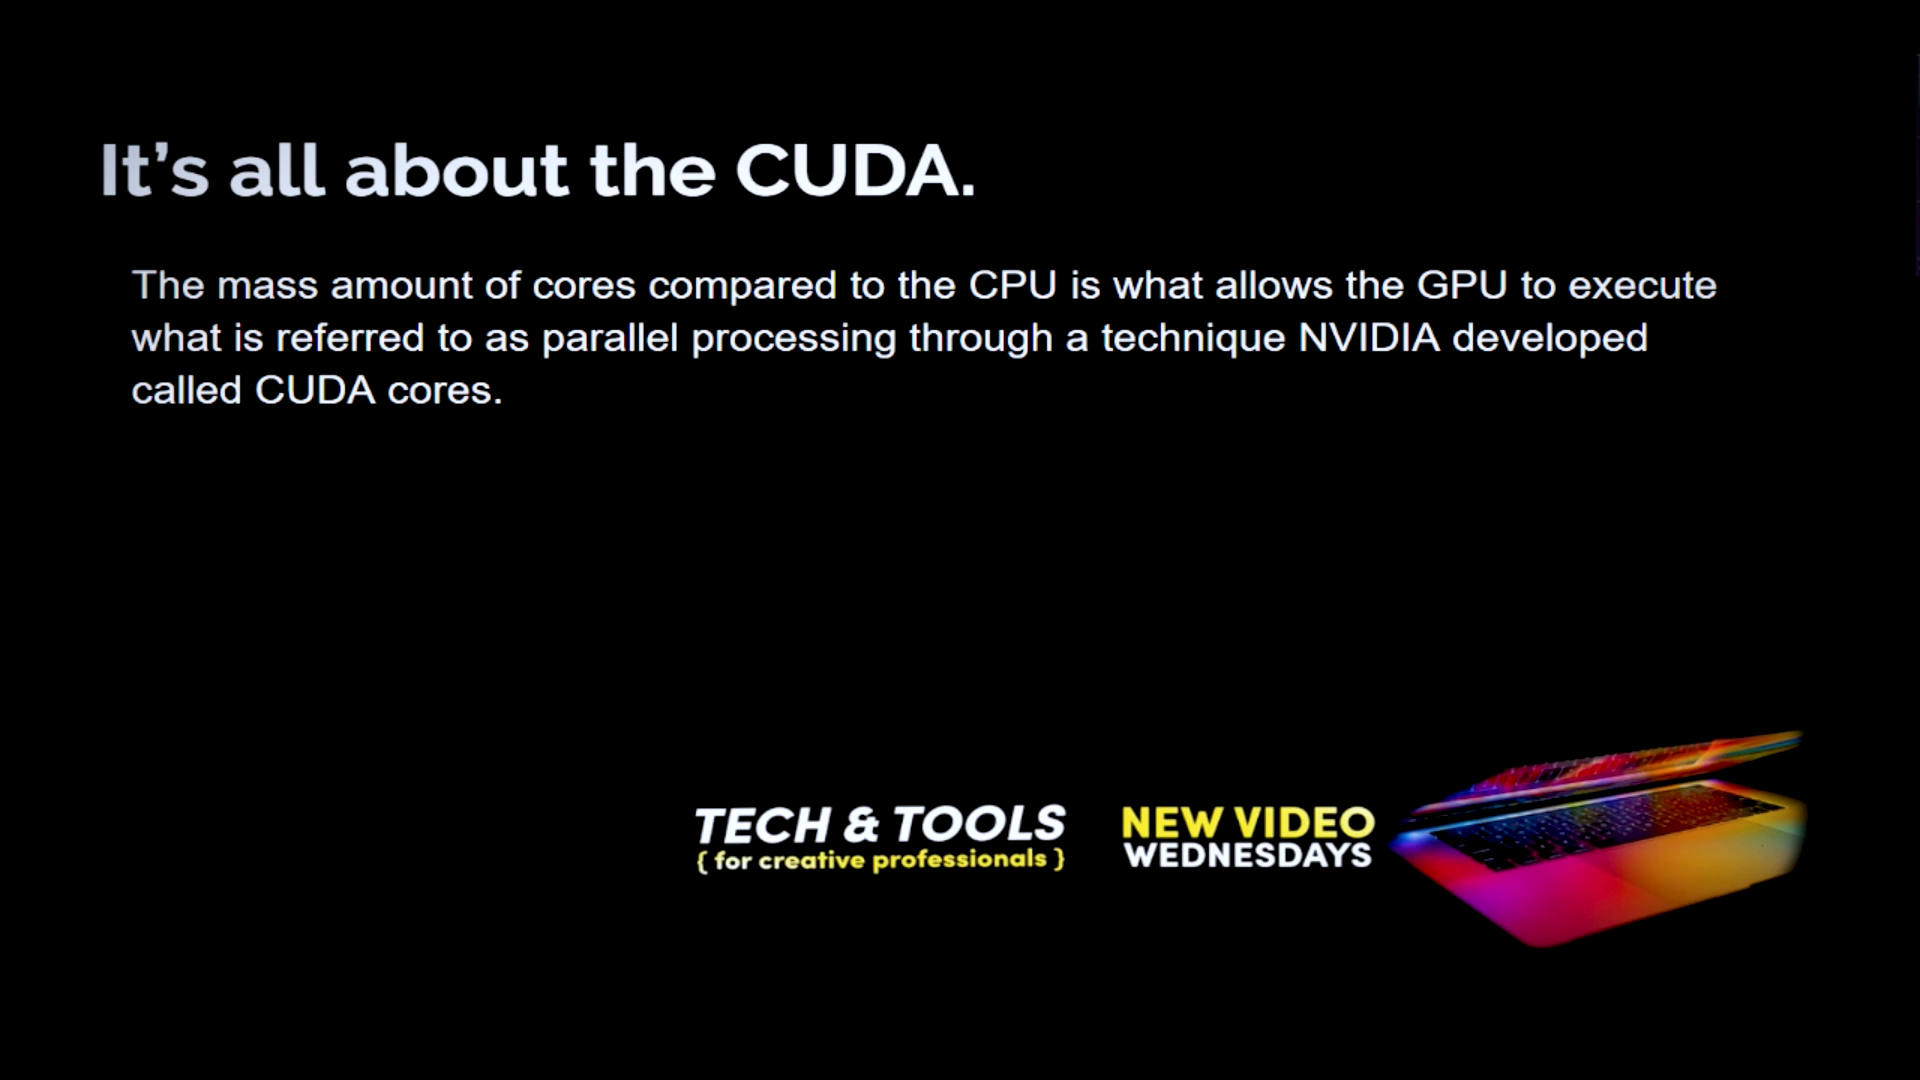 It’s all about the CUDA.
The mass amount of cores compared to the CPU is what allows the GPU to execute
what is referred to as parallel processing through a technique NVIDIA developed
called CUDA cores.
TECH & TOOLS
{ for creative professionals }
NEW VIDEO
WEDNESDAYS